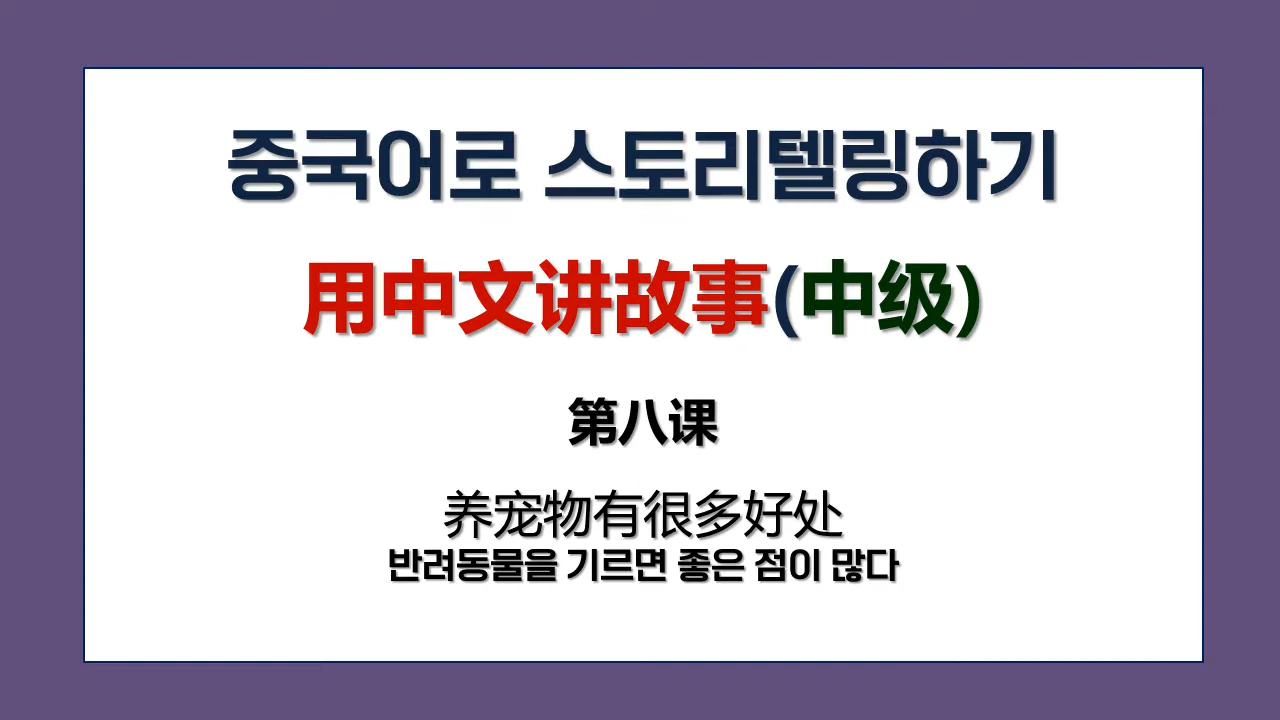 중국어로 스토리텔링하기
用中文讲故事(中级)
第八课
养宠物有很多好处
반려동물을 기르면 좋은 점이 많다